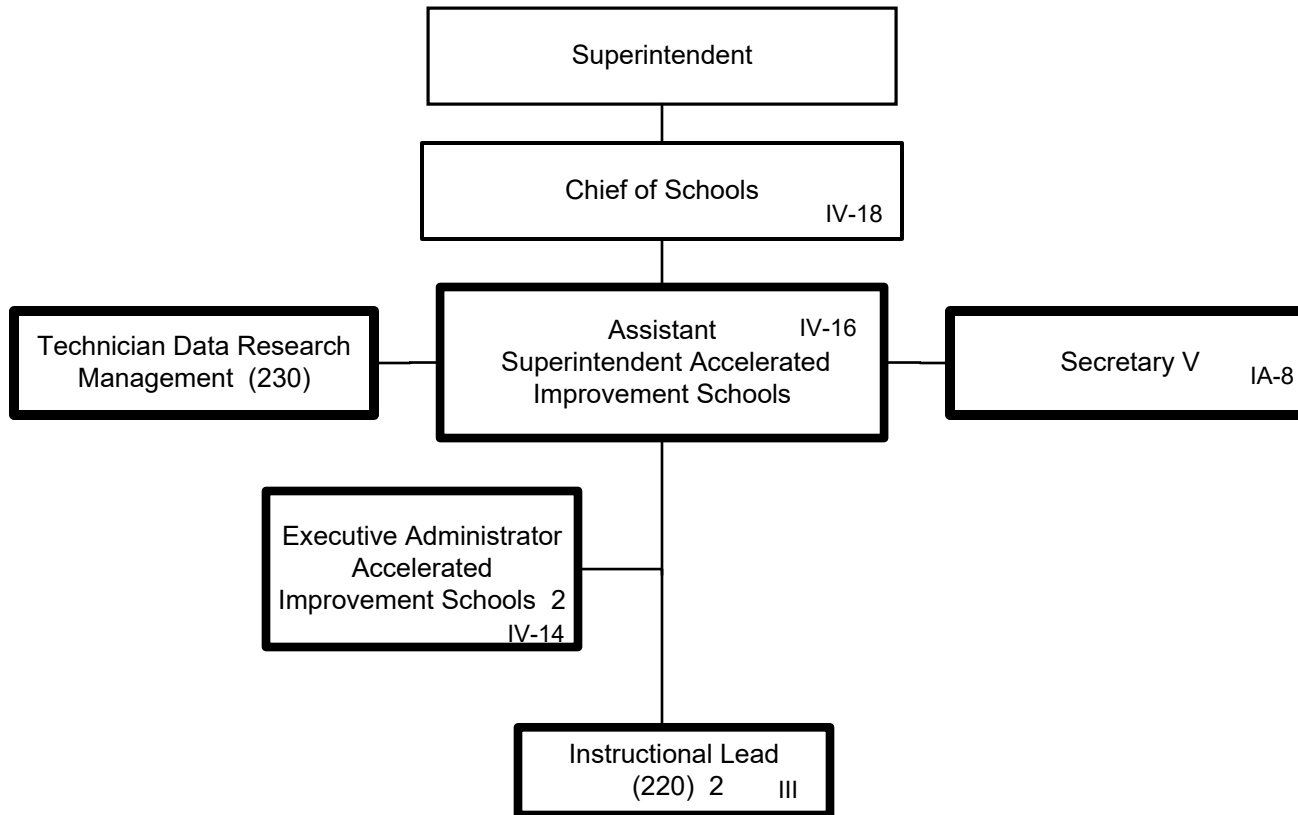 Superintendent
Chief of Schools
IV-18
Technician Data Research
Management (230)
Assistant
IV-16
Superintendent Accelerated
Improvement Schools
Secretary V
IA-8
Executive Administrator
Accelerated
Improvement Schools 2
IV-14
Instructional Lead
(220) 2
III